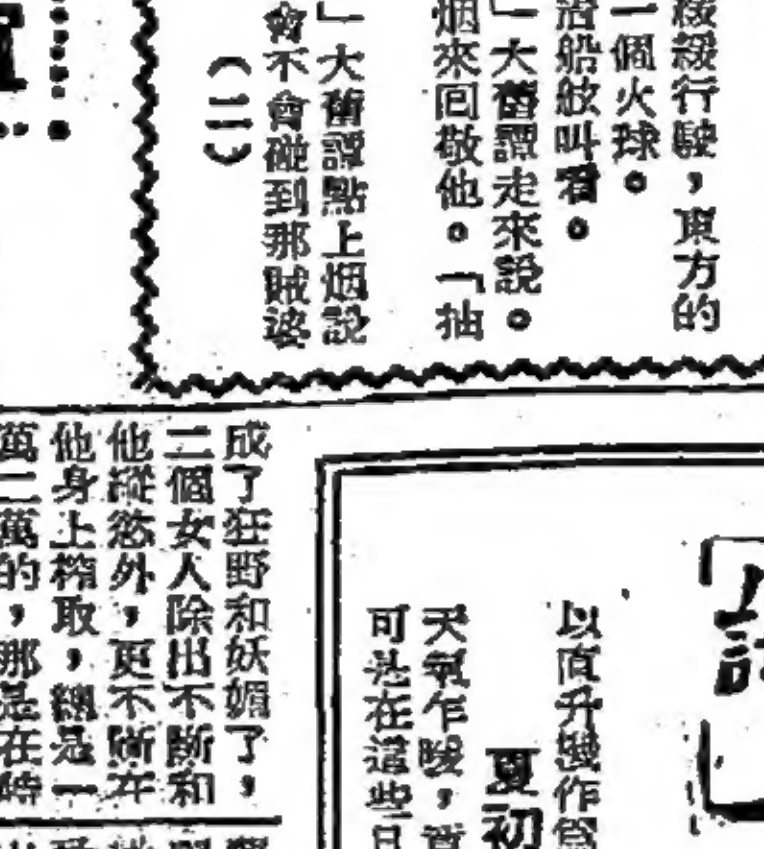 緩緩行駛，東方的
一個火球。
沿船舷叫着。
」大舊譚走來說。
烟來回敬他。「抽
」大舊譚點上烟說
會不會碰到那賊婆
（二）
以直升機作
夏初
天氣乍暖，
可是在這些日
成了狂野和妖媚了，
二個女人除出不斷和
他縱慾外，更不斷在
他身上榨取，總是一
萬二萬的，那是在時